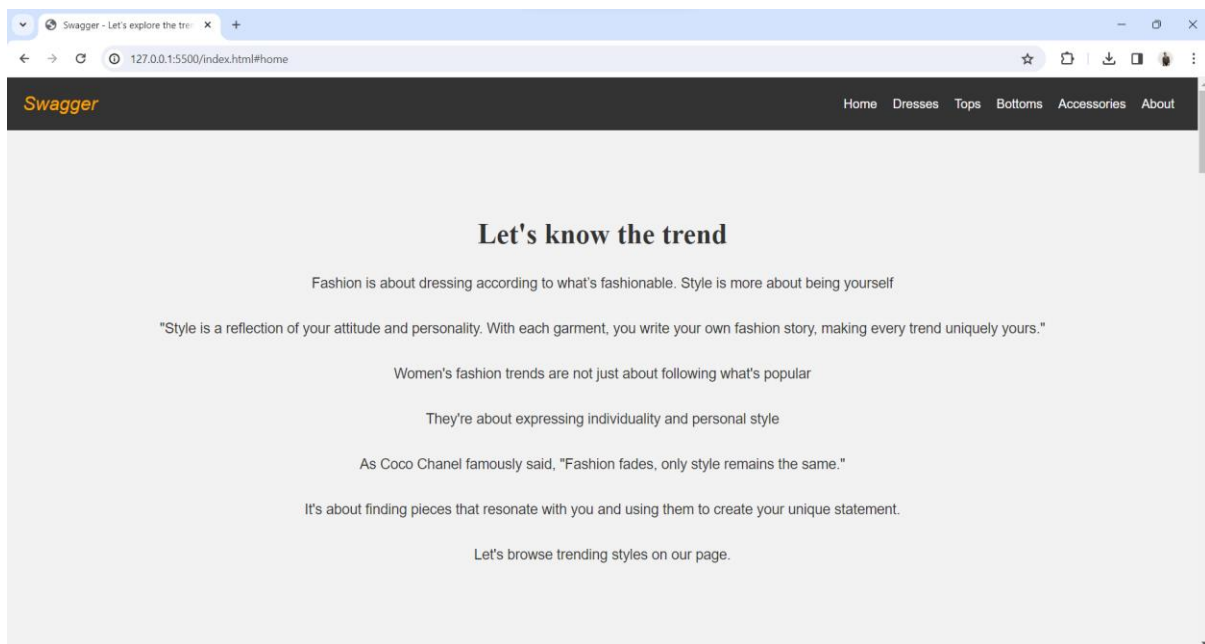 Swagger - Let's explore the tre
127.0.0.1:5500/index.html#home
Swagger
Home Dresses Tops Bottoms Accessories About
Let's know the trend
Fashion is about dressing according to what's fashionable. Style is more about being yourself
"Style is a reflection of your attitude and personality. With each garment, you write your own fashion story, making every trend uniquely yours."
Women's fashion trends are not just about following what's popular
They're about expressing individuality and personal style
As Coco Chanel famously said, "Fashion fades, only style remains the same."
It's about finding pieces that resonate with you and using them to create your unique statement.
Let's browse trending styles on our page.